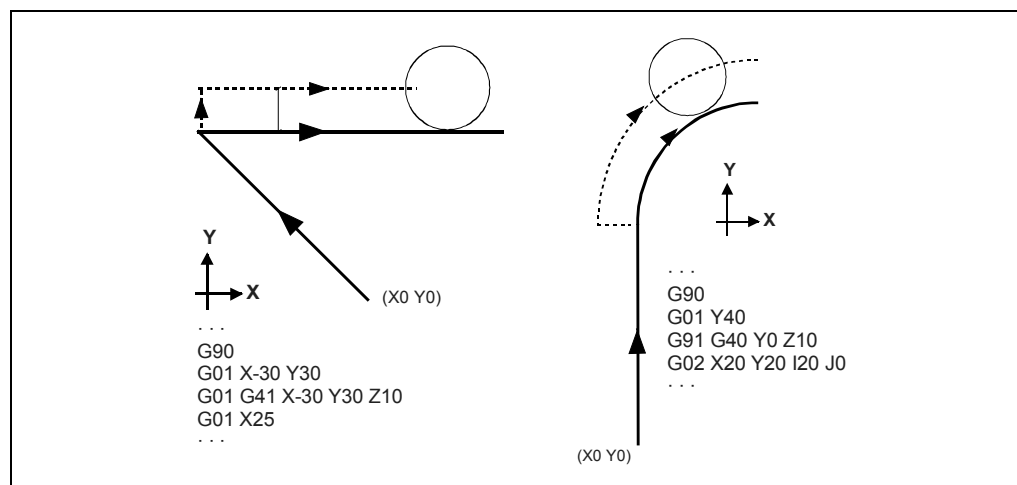 Y
X
(X0 Y0)
. . .
G90
G01 X-30 Y30
G01 G41 X-30 Y30 Z10
G01 X25
. . .
Y
X
. . .
G90
G01 Y40
G91 G40 Y0 Z10
G02 X20 Y20 I20 J0
. . .
(X0 Y0)